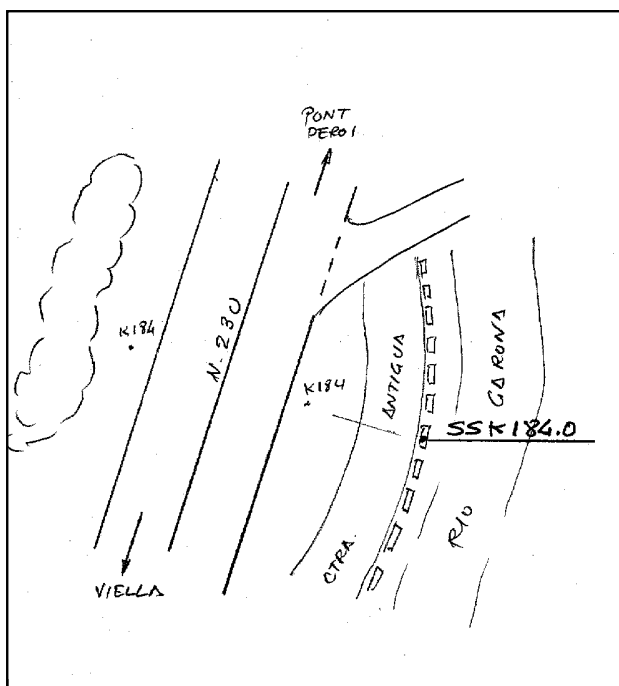 PONT
DEROI
K184
N-230
K184
CTRA. ANTIGUA
RIO GARONA
SSK184.0
VIELLA